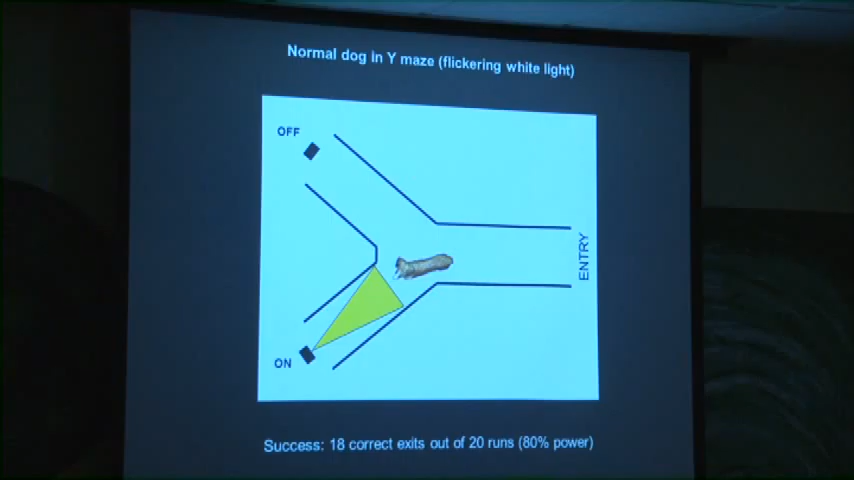 Normal dog in Y maze (flickering white light)
OFF
ENTRY
ON
Success: 18 correct exits out of 20 runs (80% power)